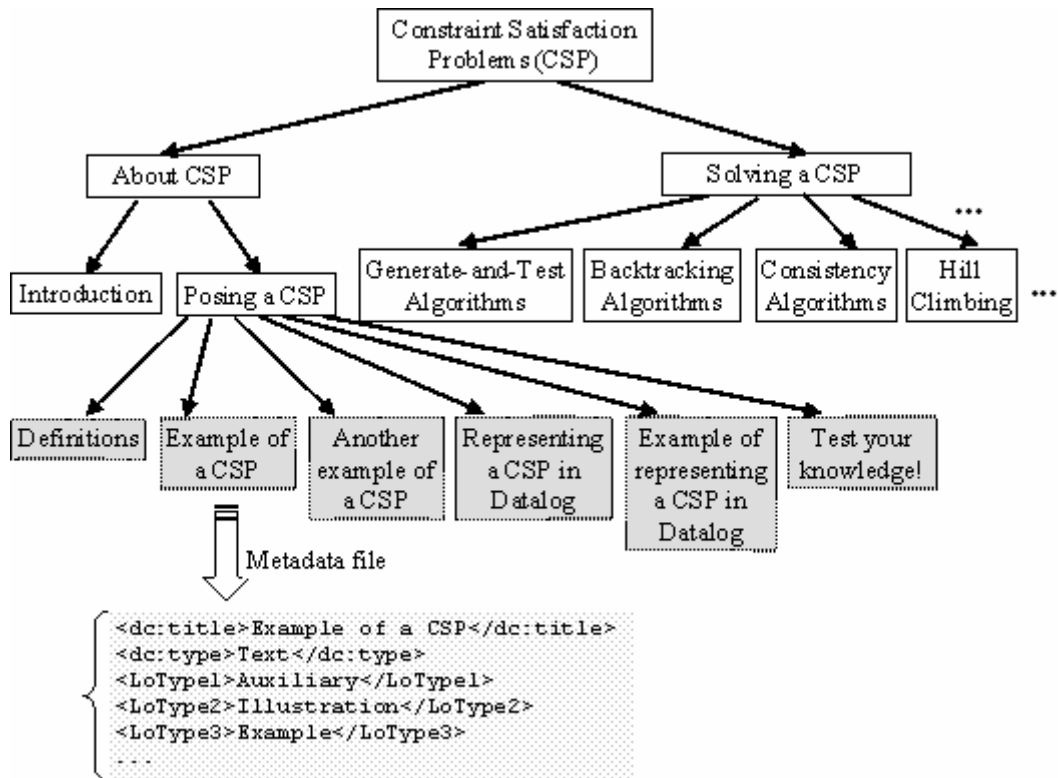 Constraint Satisfaction
Problems(CSP)
About CSP
Solving a CSP
...
Introduction
Posing a CSP
Generate-and-Test
Algorithms
Backtracking
Algorithms
Consistency
Algorithms
Hill
Climbing
...
Definitions
Example of
a CSP
Another
example of
a CSP
Representing
a CSP in
Datalog
Example of
representing
a CSP in
Datalog
Test your
knowledge!
Metadata file
<dc:title>Example of a CSP</dc:title>
<dc:type>Text</dc:type>
<LoType1>Auxiliary</LoType1>
<LoType2>Illustration</LoType2>
<LoType3>Example</LoType3>
...